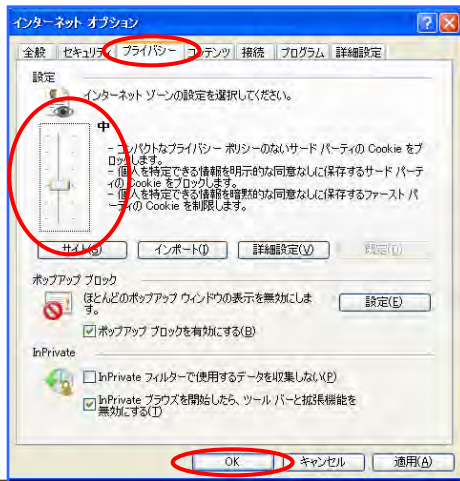 インターネット オプション
全般 セキュリティ プライバシー コンテンツ 接続 プログラム 詳細設定
設定
インターネット ゾーンの設定を選択してください。
中
- コンパクトなプライバシー ポリシーのないサード パーティの Cookie をブ
ロックします。
- 個人を特定できる情報を明示的な同意なしに保存するサード パーテ
ィの Cookie をブロックします。
- 個人を特定できる情報を暗黙的な同意なしに保存するファースト パ
ーティの Cookie を制限します。
サイト(S) インポート(I) 詳細設定(V) 既定(D)
ポップアップ ブロック
ほとんどのポップアップ ウィンドウの表示を無効にしま
す。
設定(E)
ポップアップ ブロックを有効にする(B)
InPrivate
InPrivate フィルターで使用するデータを収集しない(P)
InPrivate ブラウズを開始したら、ツール バーと拡張機能を
無効にする(T)
OK キャンセル 適用(A)